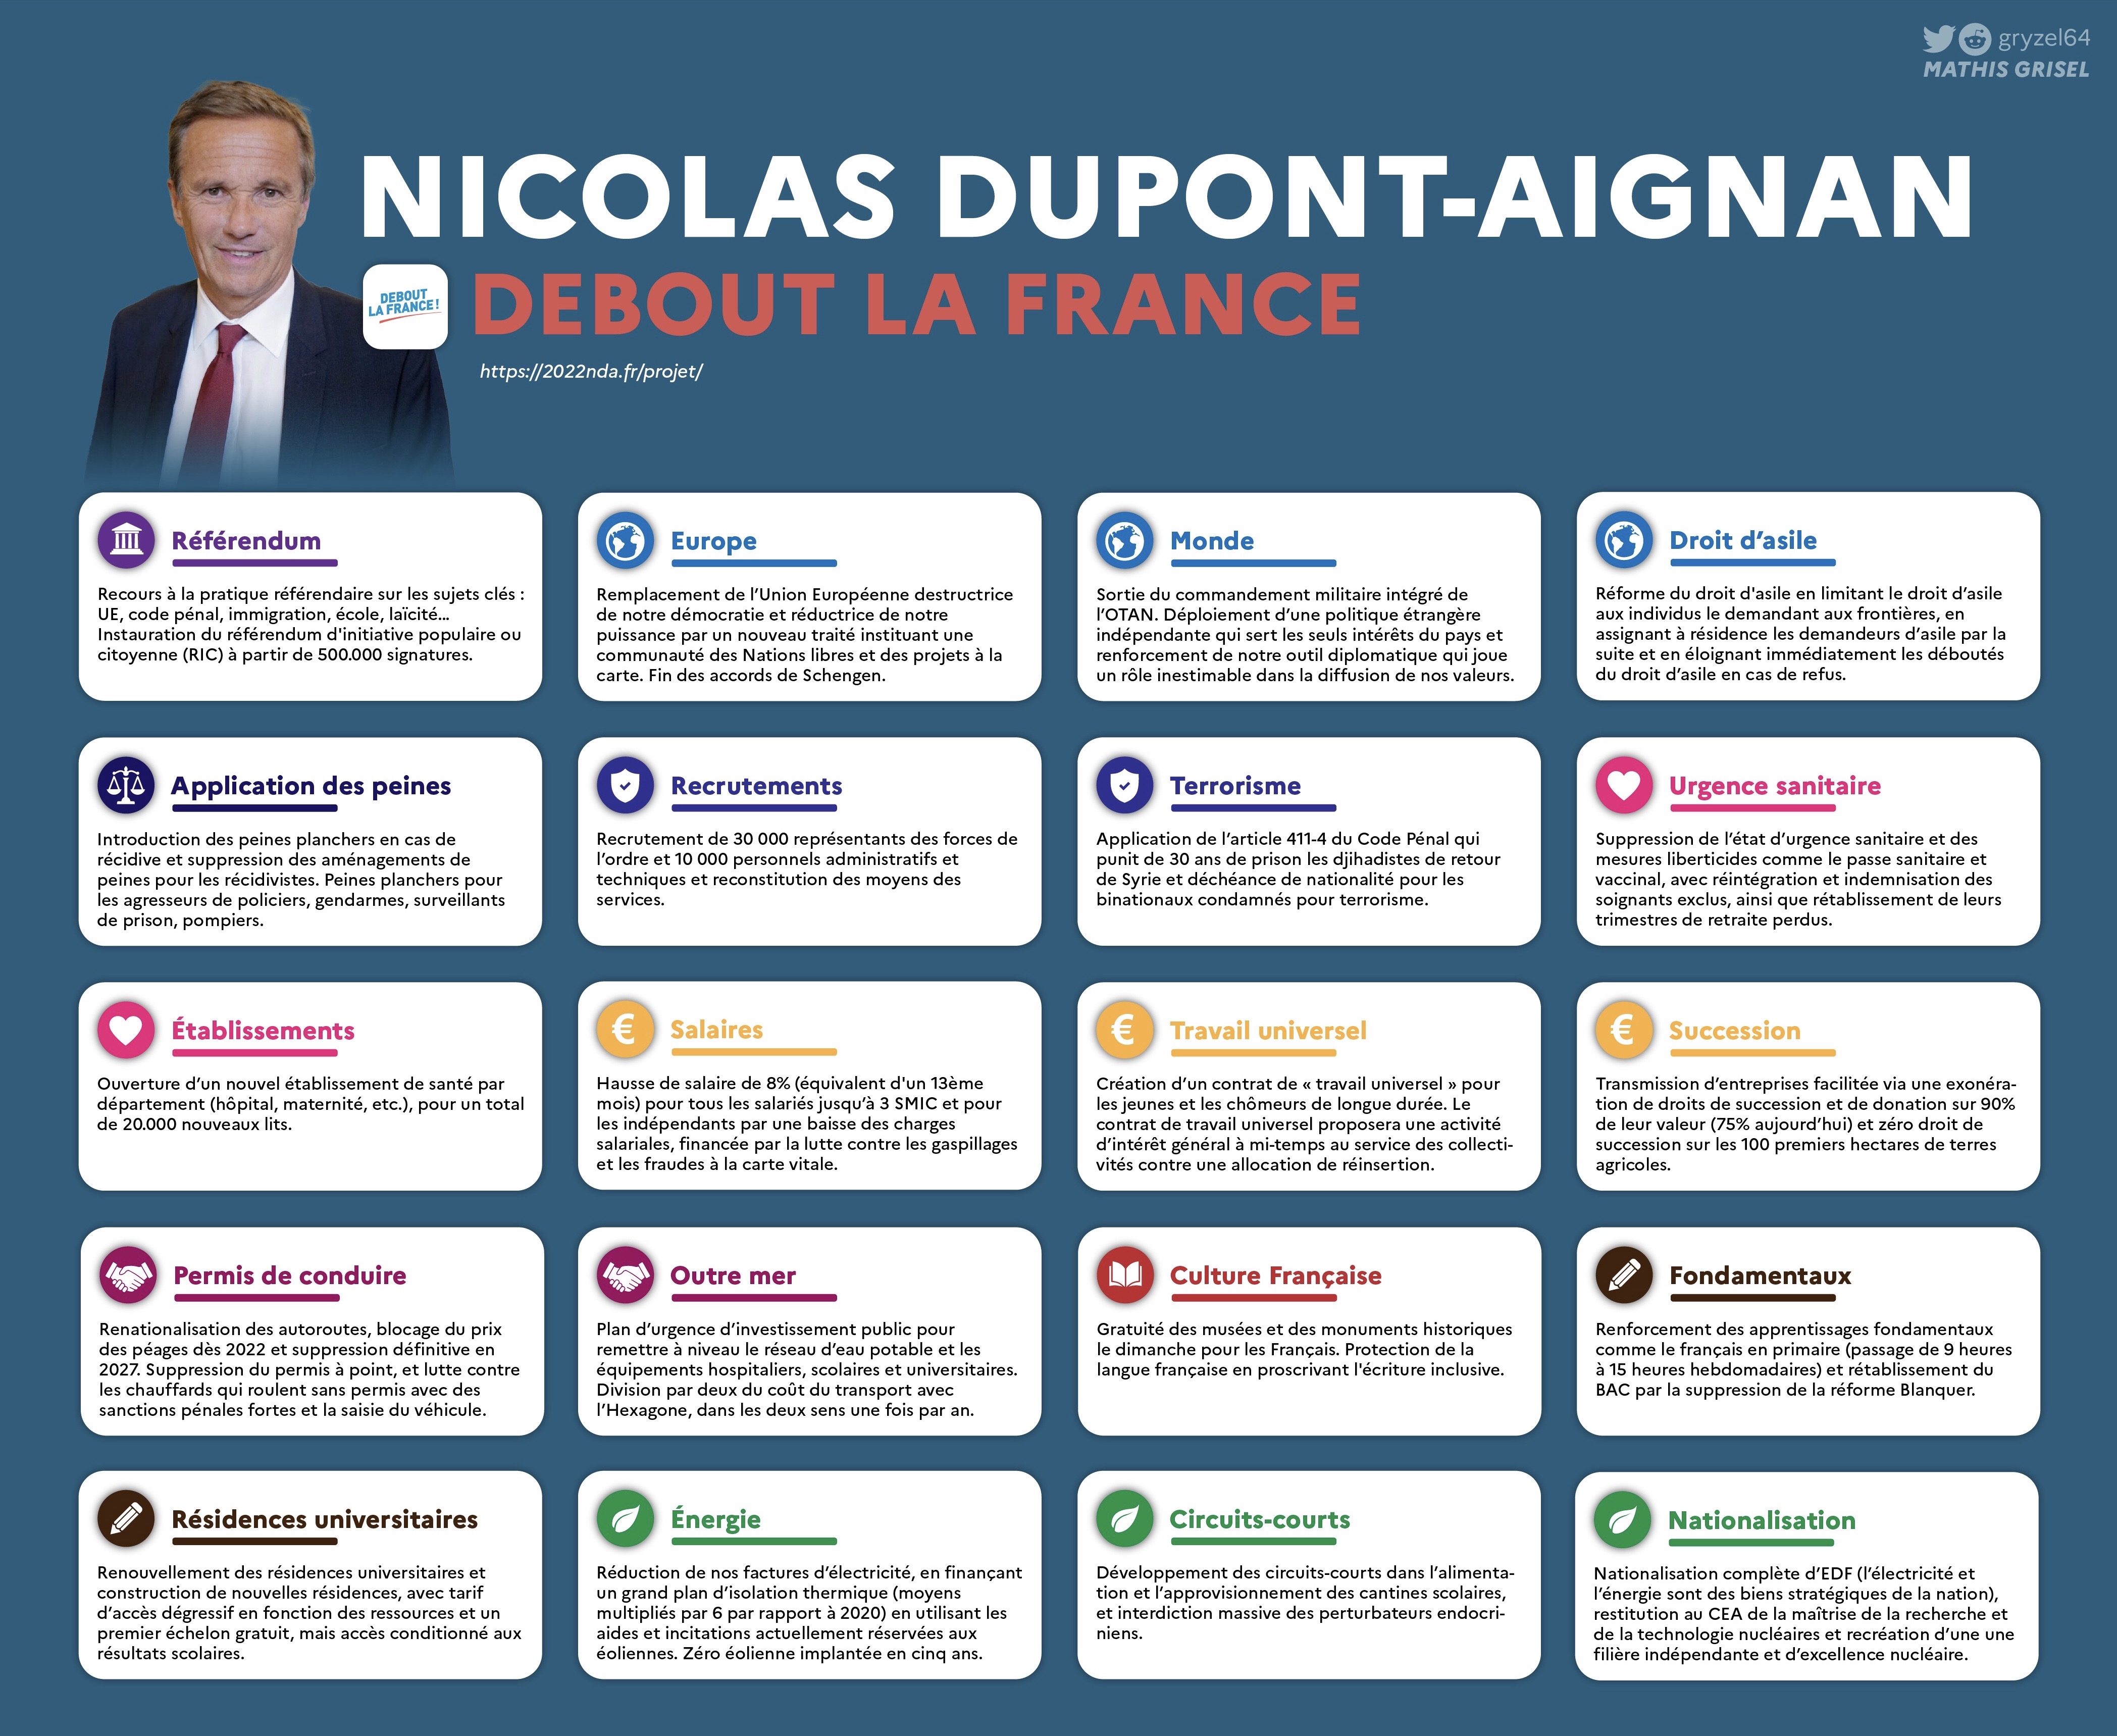 gryzel64
MATHIS GRISEL
NICOLAS DUPONT-AIGNAN
DEBOUT
LA FRANCE!
DEBOUT LA FRANCE
https://2022nda.fr/projet/
Référendum
Recours à la pratique référendaire sur les sujets clés :
UE, code pénal, immigration, école, laïcité...
Instauration du référendum d'initiative populaire ou
citoyenne (RIC) à partir de 500.000 signatures.
Europe
Remplacement de l’Union Européenne destructrice
de notre démocratie et réductrice de notre
puissance par un nouveau traité instituant une
communauté des Nations libres et des projets à la
carte. Fin des accords de Schengen.
Monde
Sortie du commandement militaire intégré de
l’OTAN. Déploiement d’une politique étrangère
indépendante qui sert les seuls intérêts du pays et
renforcement de notre outil diplomatique qui joue
un rôle inestimable dans la diffusion de nos valeurs.
Droit d’asile
Réforme du droit d'asile en limitant le droit d’asile
aux individus le demandant aux frontières, en
assignant à résidence les demandeurs d’asile par la
suite et en éloignant immédiatement les déboutés
du droit d’asile en cas de refus.
Application des peines
Introduction des peines planchers en cas de
récidive et suppression des aménagements de
peines pour les récidivistes. Peines planchers pour
les agresseurs de policiers, gendarmes, surveillants
de prison, pompiers.
Recrutements
Recrutement de 30 000 représentants des forces de
l’ordre et 10 000 personnels administratifs et
techniques et reconstitution des moyens des
services.
Terrorisme
Application de l’article 411-4 du Code Pénal qui
punit de 30 ans de prison les djihadistes de retour
de Syrie et déchéance de nationalité pour les
binationaux condamnés pour terrorisme.
Urgence sanitaire
Suppression de l’état d’urgence sanitaire et des
mesures liberticides comme le passe sanitaire et
vaccinal, avec réintégration et indemnisation des
soignants exclus, ainsi que rétablissement de leurs
trimestres de retraite perdus.
Établissements
Ouverture d’un nouvel établissement de santé par
département (hôpital, maternité, etc.), pour un total
de 20.000 nouveaux lits.
Salaires
Hausse de salaire de 8% (équivalent d'un 13ème
mois) pour tous les salariés jusqu’à 3 SMIC et pour
les indépendants par une baisse des charges
salariales, financée par la lutte contre les gaspillages
et les fraudes à la carte vitale.
Travail universel
Création d’un contrat de « travail universel » pour
les jeunes et les chômeurs de longue durée. Le
contrat de travail universel proposera une activité
d’intérêt général à mi-temps au service des collecti-
vités contre une allocation de réinsertion.
Succession
Transmission d’entreprises facilitée via une exonéra-
tion de droits de succession et de donation sur 90%
de leur valeur (75% aujourd’hui) et zéro droit de
succession sur les 100 premiers hectares de terres
agricoles.
Permis de conduire
Renationalisation des autoroutes, blocage du prix
des péages dès 2022 et suppression définitive en
2027. Suppression du permis à point, et lutte contre
les chauffards qui roulent sans permis avec des
sanctions pénales fortes et la saisie du véhicule.
Outre mer
Plan d’urgence d’investissement public pour
remettre à niveau le réseau d’eau potable et les
équipements hospitaliers, scolaires et universitaires.
Division par deux du coût du transport avec
l’Hexagone, dans les deux sens une fois par an.
Culture Française
Gratuité des musées et des monuments historiques
le dimanche pour les Français. Protection de la
langue française en proscrivant l'écriture inclusive.
Fondamentaux
Renforcement des apprentissages fondamentaux
comme le français en primaire (passage de 9 heures
à 15 heures hebdomadaires) et rétablissement du
BAC par la suppression de la réforme Blanquer.
Résidences universitaires
Renouvellement des résidences universitaires et
construction de nouvelles résidences, avec tarif
d’accès dégressif en fonction des ressources et un
premier échelon gratuit, mais accès conditionné aux
résultats scolaires.
Énergie
Réduction de nos factures d’électricité, en finançant
un grand plan d’isolation thermique (moyens
multipliés par 6 par rapport à 2020) en utilisant les
aides et incitations actuellement réservées aux
éoliennes. Zéro éolienne implantée en cinq ans.
Circuits-courts
Développement des circuits-courts dans l’alimenta-
tion et l’approvisionnement des cantines scolaires,
et interdiction massive des perturbateurs endocri-
niens.
Nationalisation
Nationalisation complète d’EDF (l’électricité et
l’énergie sont des biens stratégiques de la nation),
restitution au CEA de la maîtrise de la recherche et
de la technologie nucléaires et recréation d’une une
filière indépendante et d’excellence nucléaire.